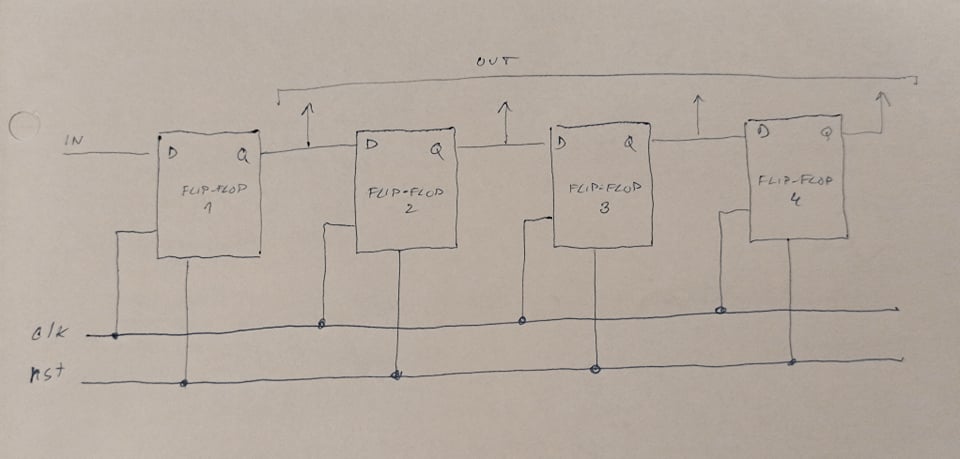 OUT
IN
D Q
FLIP-FLOP
1
D Q
FLIP-FLOP
2
D Q
FLIP-FLOP
3
D Q
FLIP-FLOP
4
clk
rst